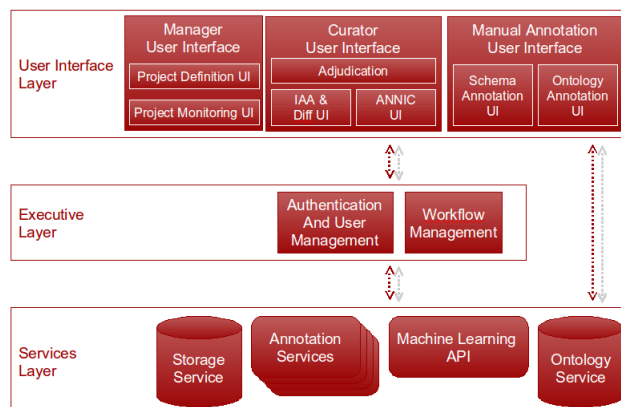 User Interface
Layer
Manager
User Interface
Project Definition UI
Project Monitoring UI
Curator
User Interface
Adjudication
IAA &
Diff UI
ANNIC
UI
Manual Annotation
User Interface
Schema
Annotation
UI
Ontology
Annotation
UI
Executive
Layer
Authentication
And User
Management
Workflow
Management
Services
Layer
Storage
Service
Annotation
Services
Machine Learning
API
Ontology
Service